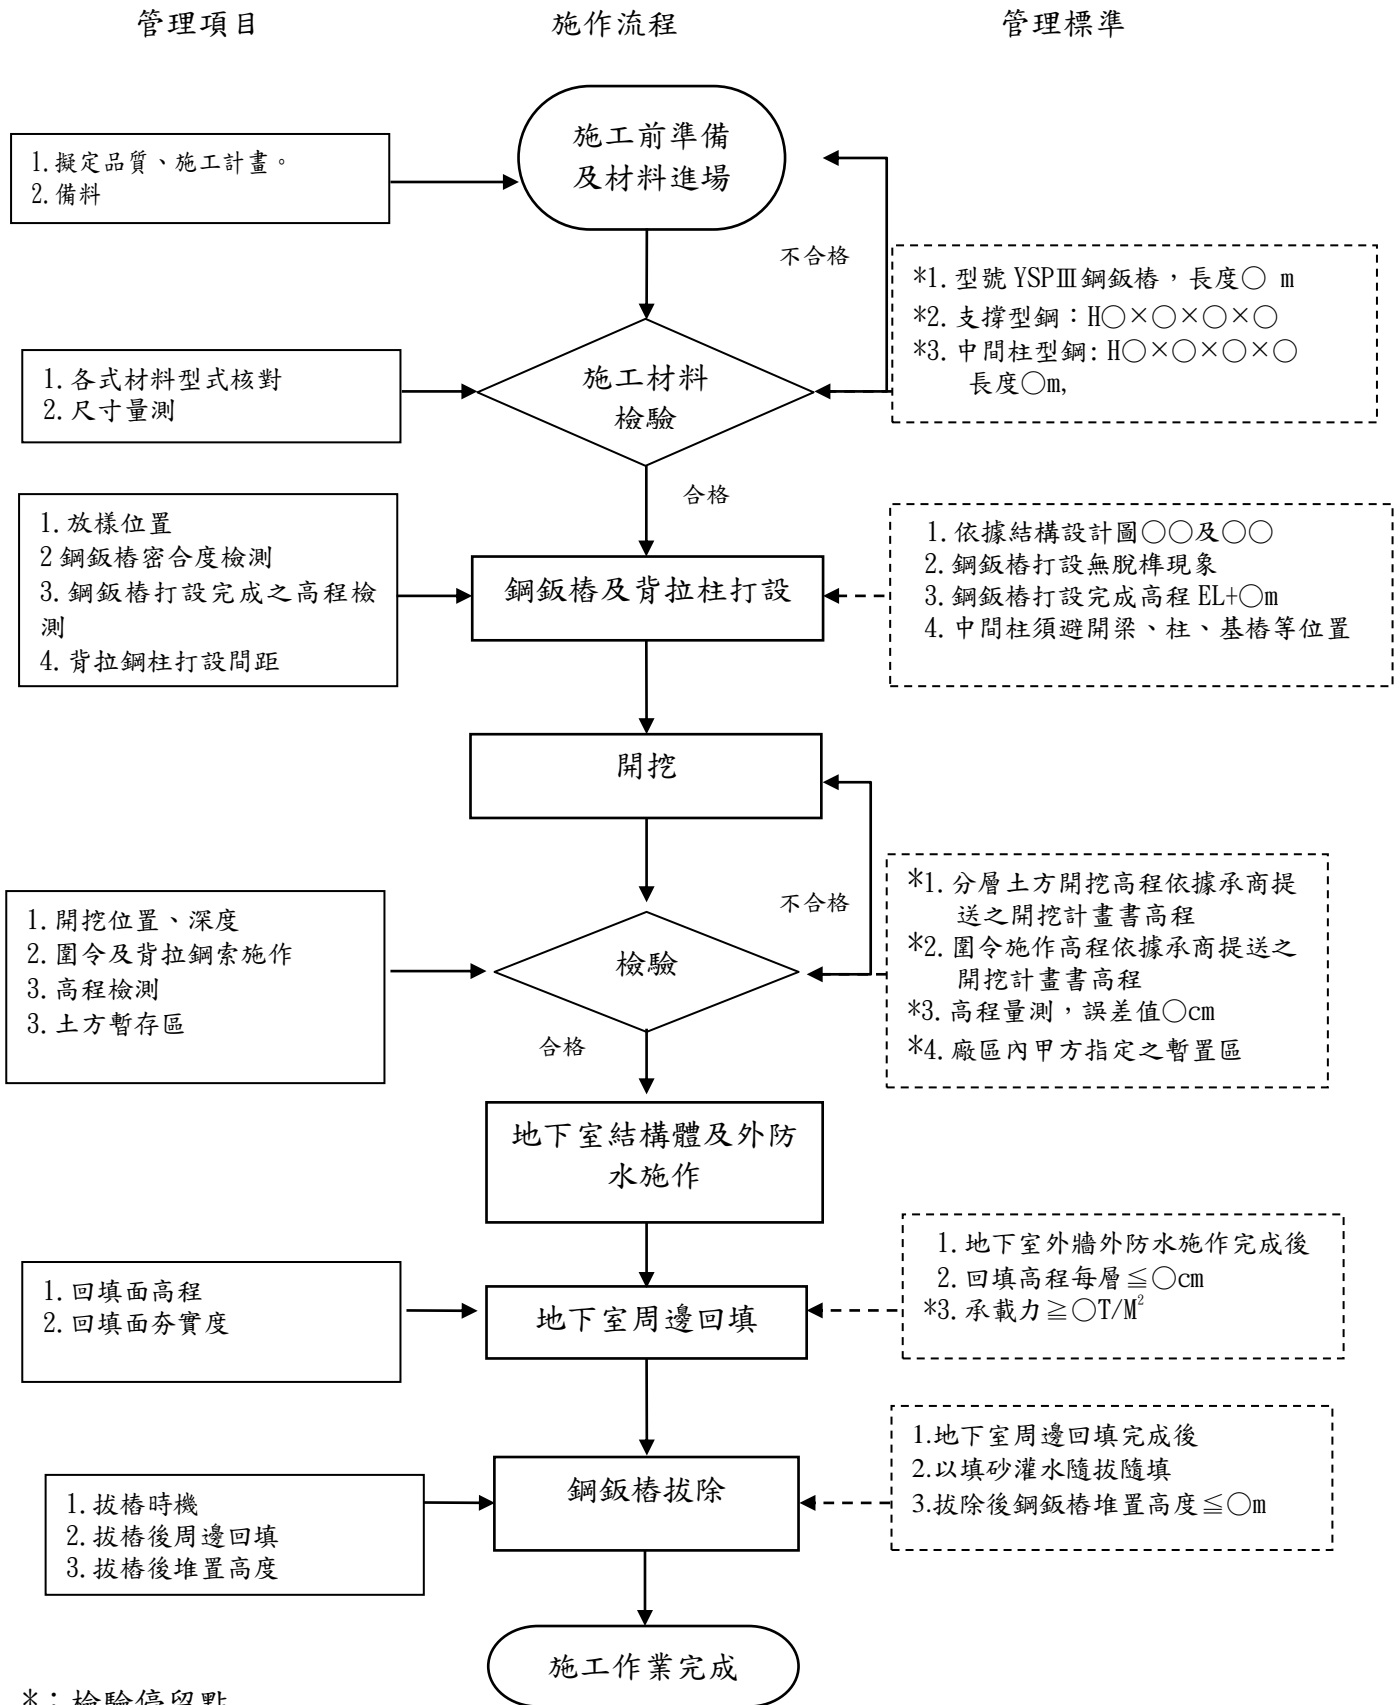 管理項目
施作流程
管理標準
施工前準備
及材料進場
1.擬定品質、施工計畫。
2.備料
不合格
*1.型號 YSPⅢ鋼鈑樁,長度○ m
*2.支撐型鋼：H○×○×○×○
*3.中間柱型鋼:H○×○×○×○
長度○m,
1.各式材料型式核對
2.尺寸量測
施工材料
檢驗
合格
1.放樣位置
2 鋼鈑樁密合度檢測
3.鋼鈑樁打設完成之高程檢
測
4.背拉鋼柱打設間距
鋼鈑樁及背拉柱打設
1.依據結構設計圖○○及○○
2.鋼鈑樁打設無脫榫現象
3.鋼鈑樁打設完成高程 EL+○m
4.中間柱須避開梁、柱、基樁等位置
開挖
不合格
1.開挖位置、深度
2.圍令及背拉鋼索施作
3.高程檢測
3.土方暫存區
檢驗
*1.分層土方開挖高程依據承商提
送之開挖計畫書高程
*2.圍令施作高程依據承商提送之
開挖計畫書高程
*3.高程量測,誤差值○cm
*4.廠區內甲方指定之暫置區
合格
地下室結構體及外防
水施作
1.回填面高程
2.回填面夯實度
地下室周邊回填
1.地下室外牆外防水施作完成後
2.回填高程每層≦○cm
*3.承載力≧○T/M²
1.拔樁時機
2.拔樁後周邊回填
3.拔樁後堆置高度
鋼鈑樁拔除
1.地下室周邊回填完成後
2.以填砂灌水隨拔隨填
3.拔除後鋼鈑樁堆置高度≦○m
施工作業完成
*：檢驗停留點